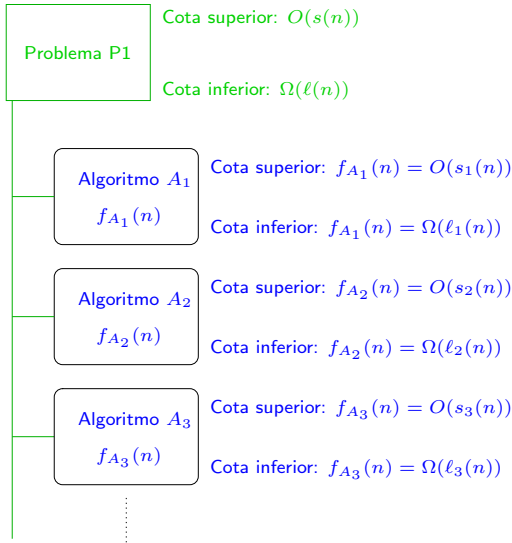 Cota superior: O(s(n))
Problema P1
Cota inferior: Ω(ℓ(n))
Algoritmo A₁
f_{A₁}(n)
Cota superior: f_{A₁}(n) = O(s₁(n))
Cota inferior: f_{A₁}(n) = Ω(ℓ₁(n))
Algoritmo A₂
f_{A₂}(n)
Cota superior: f_{A₂}(n) = O(s₂(n))
Cota inferior: f_{A₂}(n) = Ω(ℓ₂(n))
Algoritmo A₃
f_{A₃}(n)
Cota superior: f_{A₃}(n) = O(s₃(n))
Cota inferior: f_{A₃}(n) = Ω(ℓ₃(n))